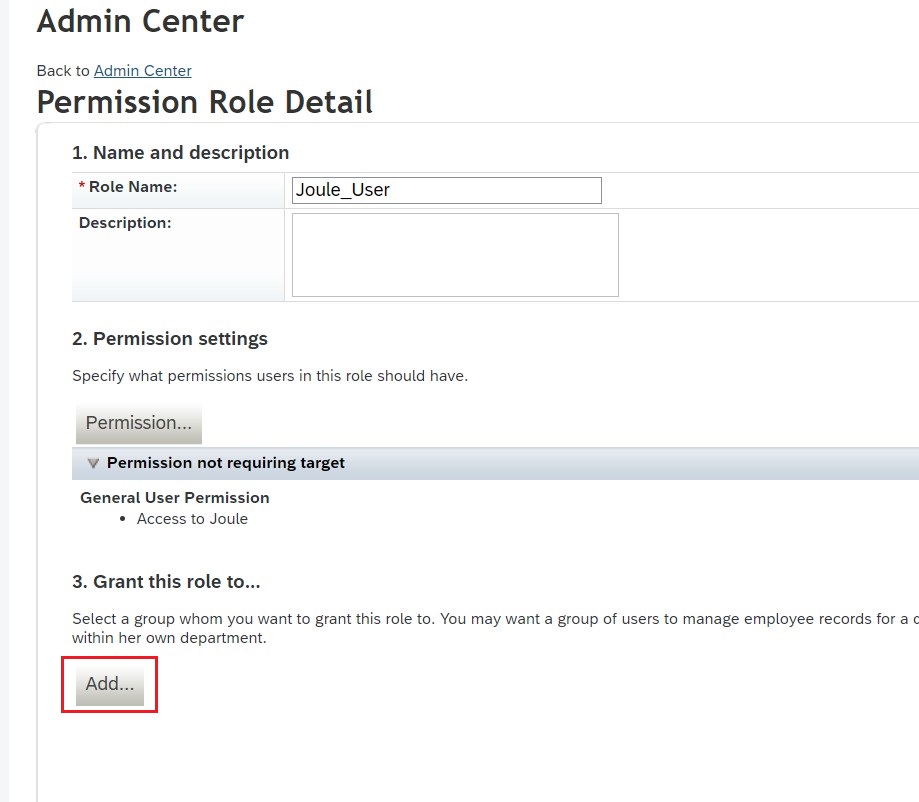 Admin Center
Back to Admin Center
Permission Role Detail
1. Name and description
* Role Name:
Joule_User
Description:
2. Permission settings
Specify what permissions users in this role should have.
Permission...
Permission not requiring target
General User Permission
• Access to Joule
3. Grant this role to...
Select a group whom you want to grant this role to. You may want a group of users to manage employee records for a
within her own department.
Add...